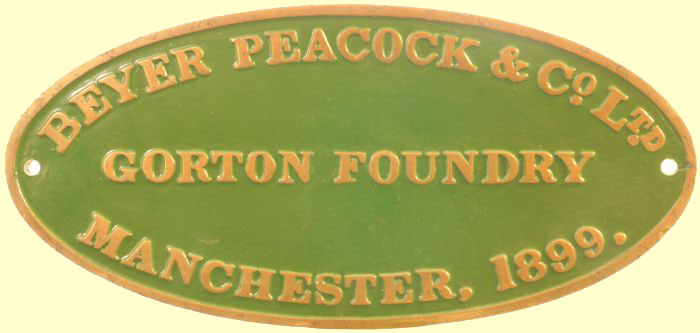 BEYER PEACOCK & Co. LTD
GORTON FOUNDRY
MANCHESTER, 1899.